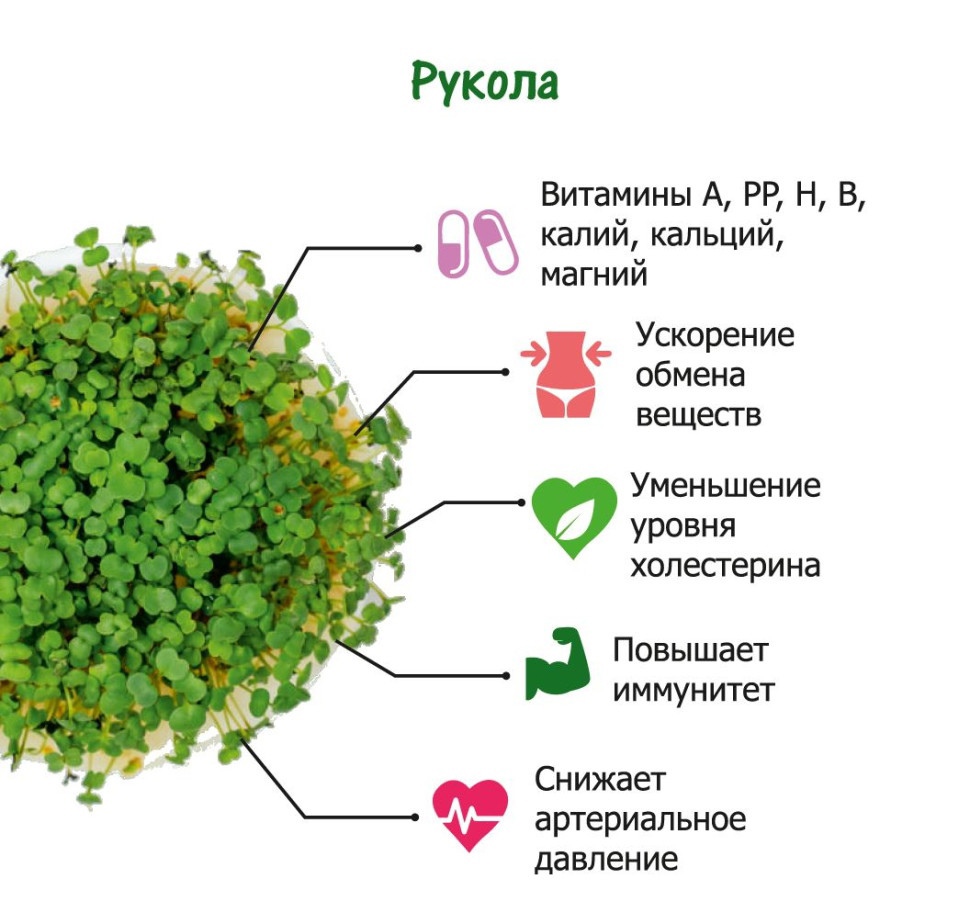 Рукола
Витамины А, РР, Н, В,
калий, кальций,
магний
Ускорение
обмена
веществ
Уменьшение
уровня
холестерина
Повышает
иммунитет
Снижает
артериальное
давление